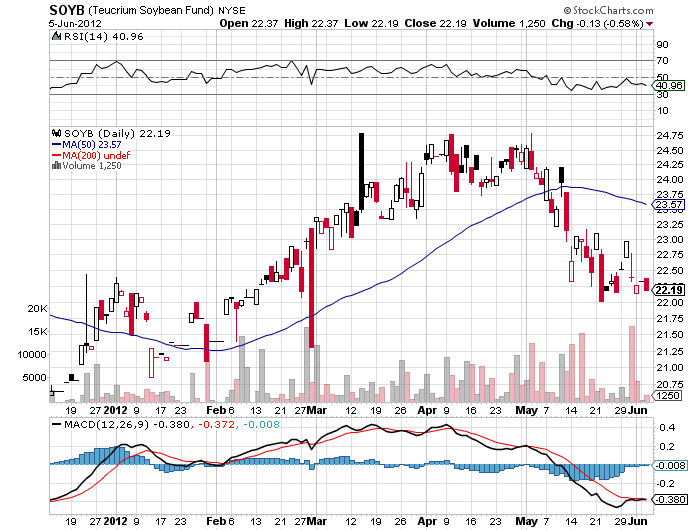 SOYB (Teucrium Soybean Fund) NYSE © StockCharts.com
5-Jun-2012 Open 22.37 High 22.37 Low 22.19 Close 22.19 Volume 1,250 Chg -0.13 (-0.58%)
RSI(14) 40.96
90
70
50
40.96
30
10
SOYB (Daily) 22.19
MA(50) 23.57
MA(200) undef
Volume 1,250
24.75
24.50
24.25
24.00
23.75
23.57
23.50
23.25
23.00
22.75
22.50
22.19
22.00
21.75
21.50
21.25
21.00
20.75
1250
20K
15K
10000
5000
19 27 2012 9 17 23 Feb 6 13 21 27 Mar 12 19 26 Apr 9 16 23 May 7 14 21 29 Jun
MACD(12,26,9) -0.380, -0.372, -0.008
0.4
0.2
-0.008
-0.2
-0.380
19 27 2012 9 17 23 Feb 6 13 21 27 Mar 12 19 26 Apr 9 16 23 May 7 14 21 29 Jun